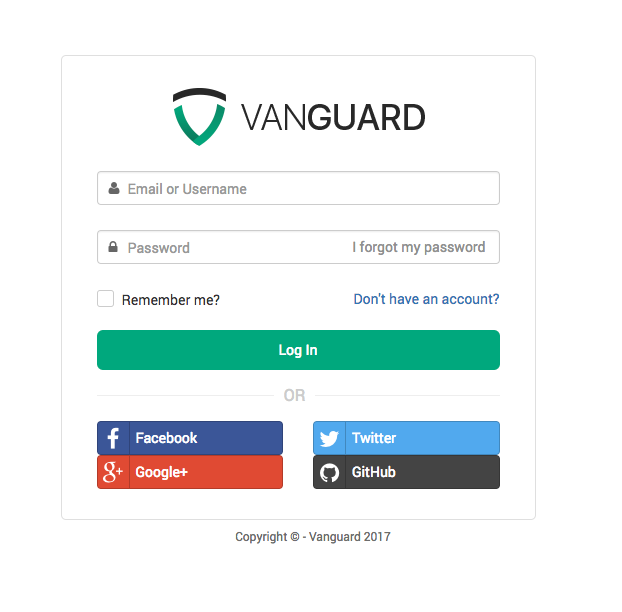 VANGUARD
Email or Username
Password I forgot my password
Remember me? Don't have an account?
Log In
OR
Facebook Twitter
Google+ GitHub
Copyright © - Vanguard 2017